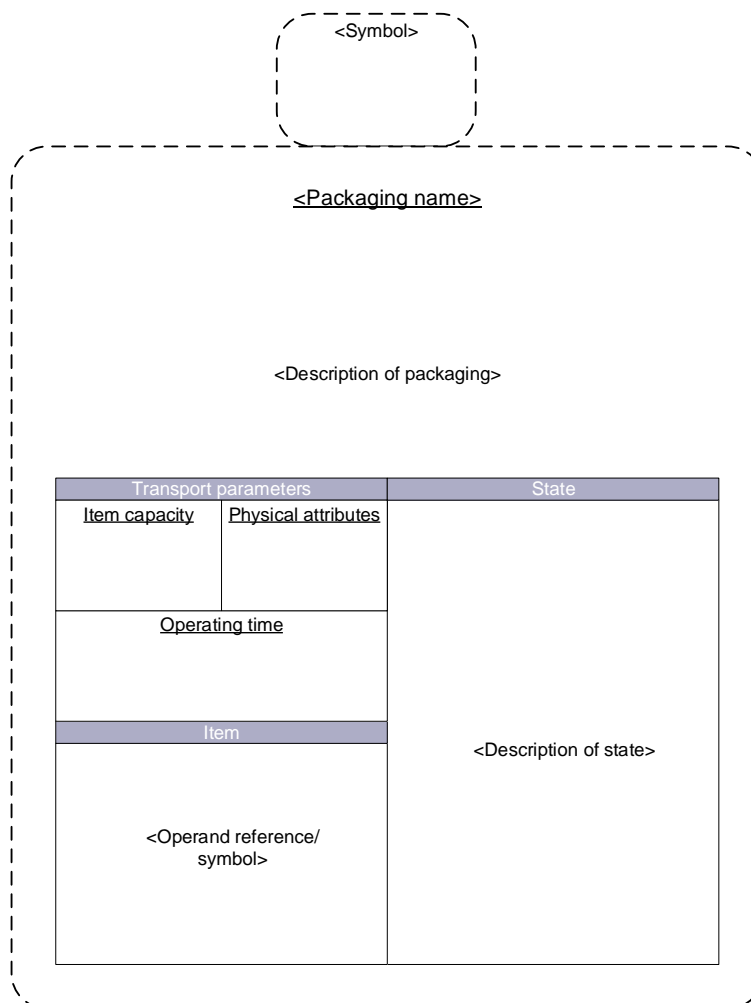 <Symbol>
<Packaging name>
<Description of packaging>
Transport parameters
State
Item capacity
Physical attributes
Operating time
Item
<Description of state>
<Operand reference/
symbol>